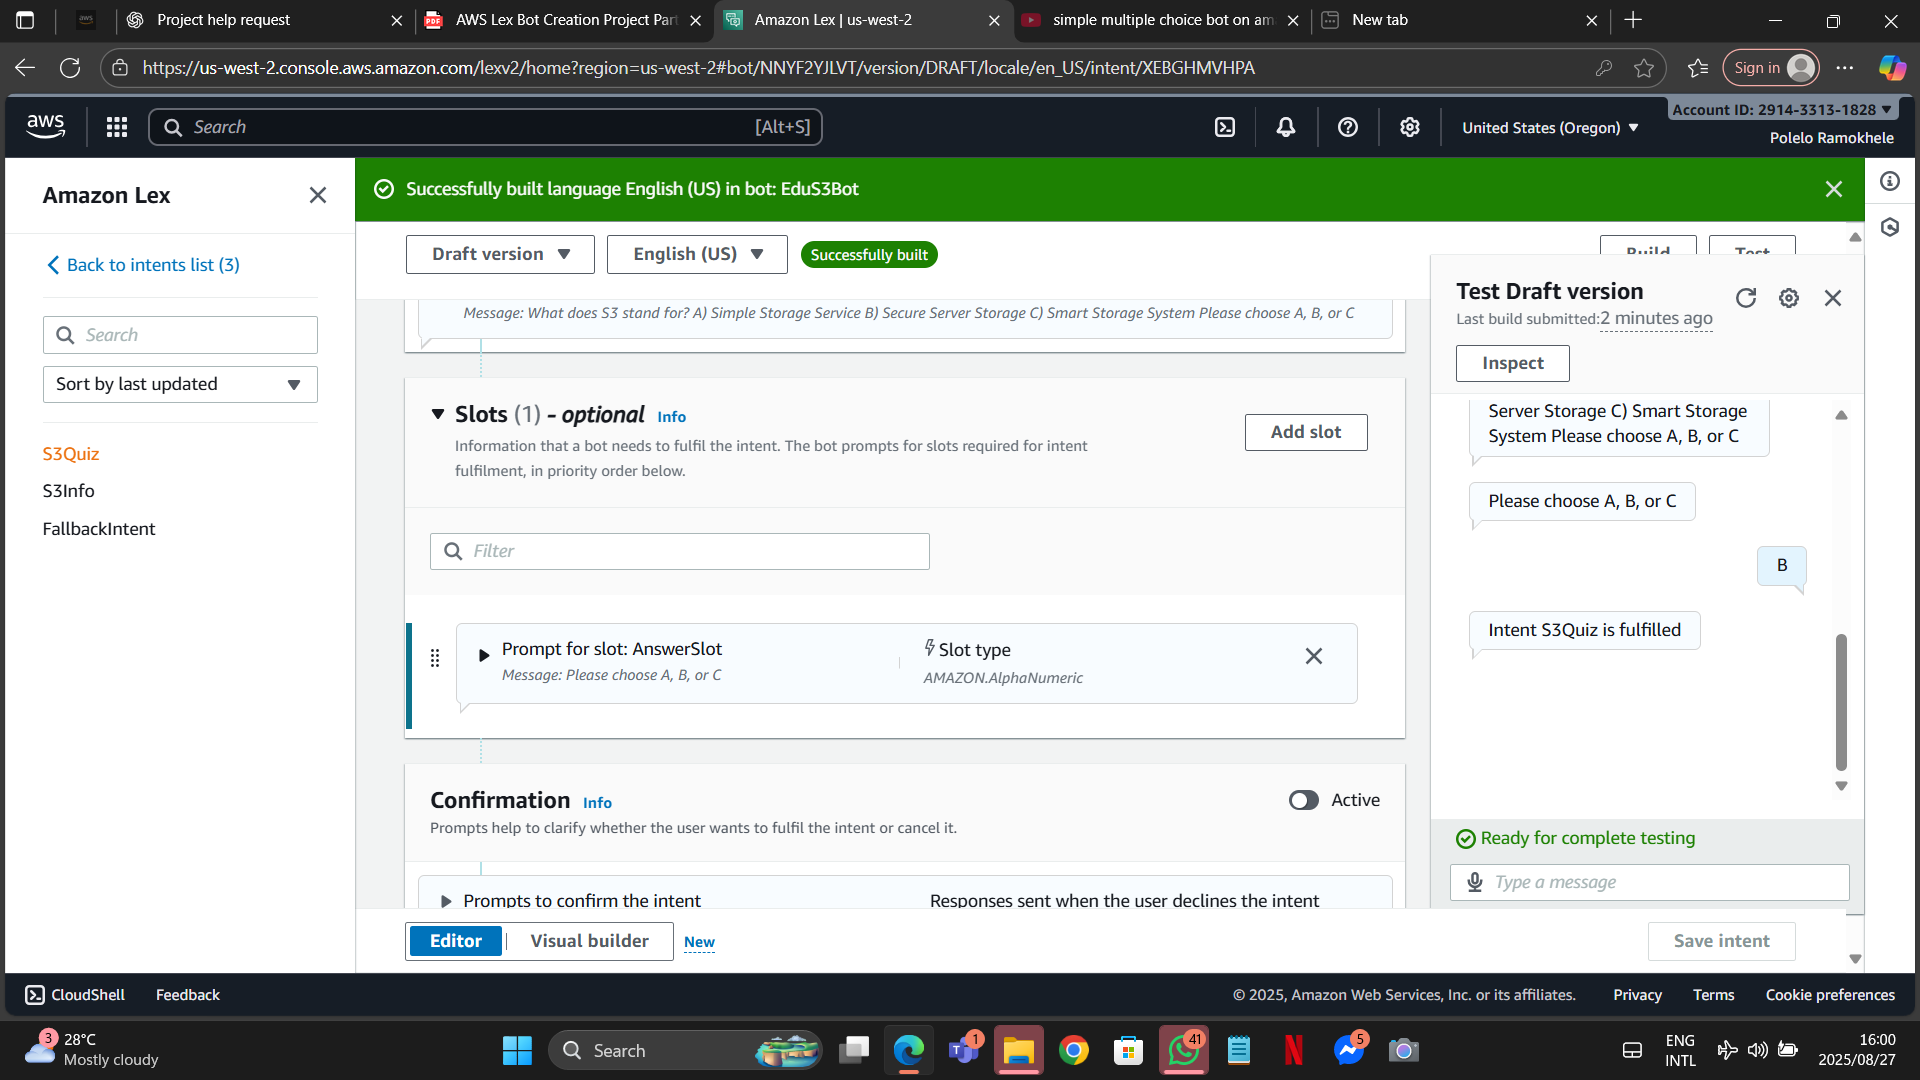 Project help request
AWS Lex Bot Creation Project Part
Amazon Lex | us-west-2
simple multiple choice bot on am
New tab
https://us-west-2.console.aws.amazon.com/lexv2/home?region=us-west-2#bot/NNYF2YJLVT/version/DRAFT/locale/en_US/intent/XEBGHMVHPA
Sign in
aws
Search
[Alt+S]
United States (Oregon)
Account ID: 2914-3313-1828
Polelo Ramokhele
Amazon Lex
Back to intents list (3)
Search
Sort by last updated
S3Quiz
S3Info
FallbackIntent
Successfully built language English (US) in bot: EduS3Bot
Draft version
English (US)
Successfully built
Build
Test
Message: What does S3 stand for? A) Simple Storage Service B) Secure Server Storage C) Smart Storage System Please choose A, B, or C
Slots (1) - optional Info
Information that a bot needs to fulfil the intent. The bot prompts for slots required for intent
fulfilment, in priority order below.
Add slot
Filter
Prompt for slot: AnswerSlot
Message: Please choose A, B, or C
Slot type
AMAZON.AlphaNumeric
Confirmation Info
Active
Prompts help to clarify whether the user wants to fulfil the intent or cancel it.
Prompts to confirm the intent
Responses sent when the user declines the intent
Editor
Visual builder
New
Save intent
Test Draft version
Last build submitted:2 minutes ago
Inspect
Server Storage C) Smart Storage
System Please choose A, B, or C
Please choose A, B, or C
B
Intent S3Quiz is fulfilled
Ready for complete testing
Type a message
CloudShell
Feedback
© 2025, Amazon Web Services, Inc. or its affiliates.
Privacy
Terms
Cookie preferences
3
28°C
Mostly cloudy
Search
1
41
5
ENG
INTL
16:00
2025/08/27